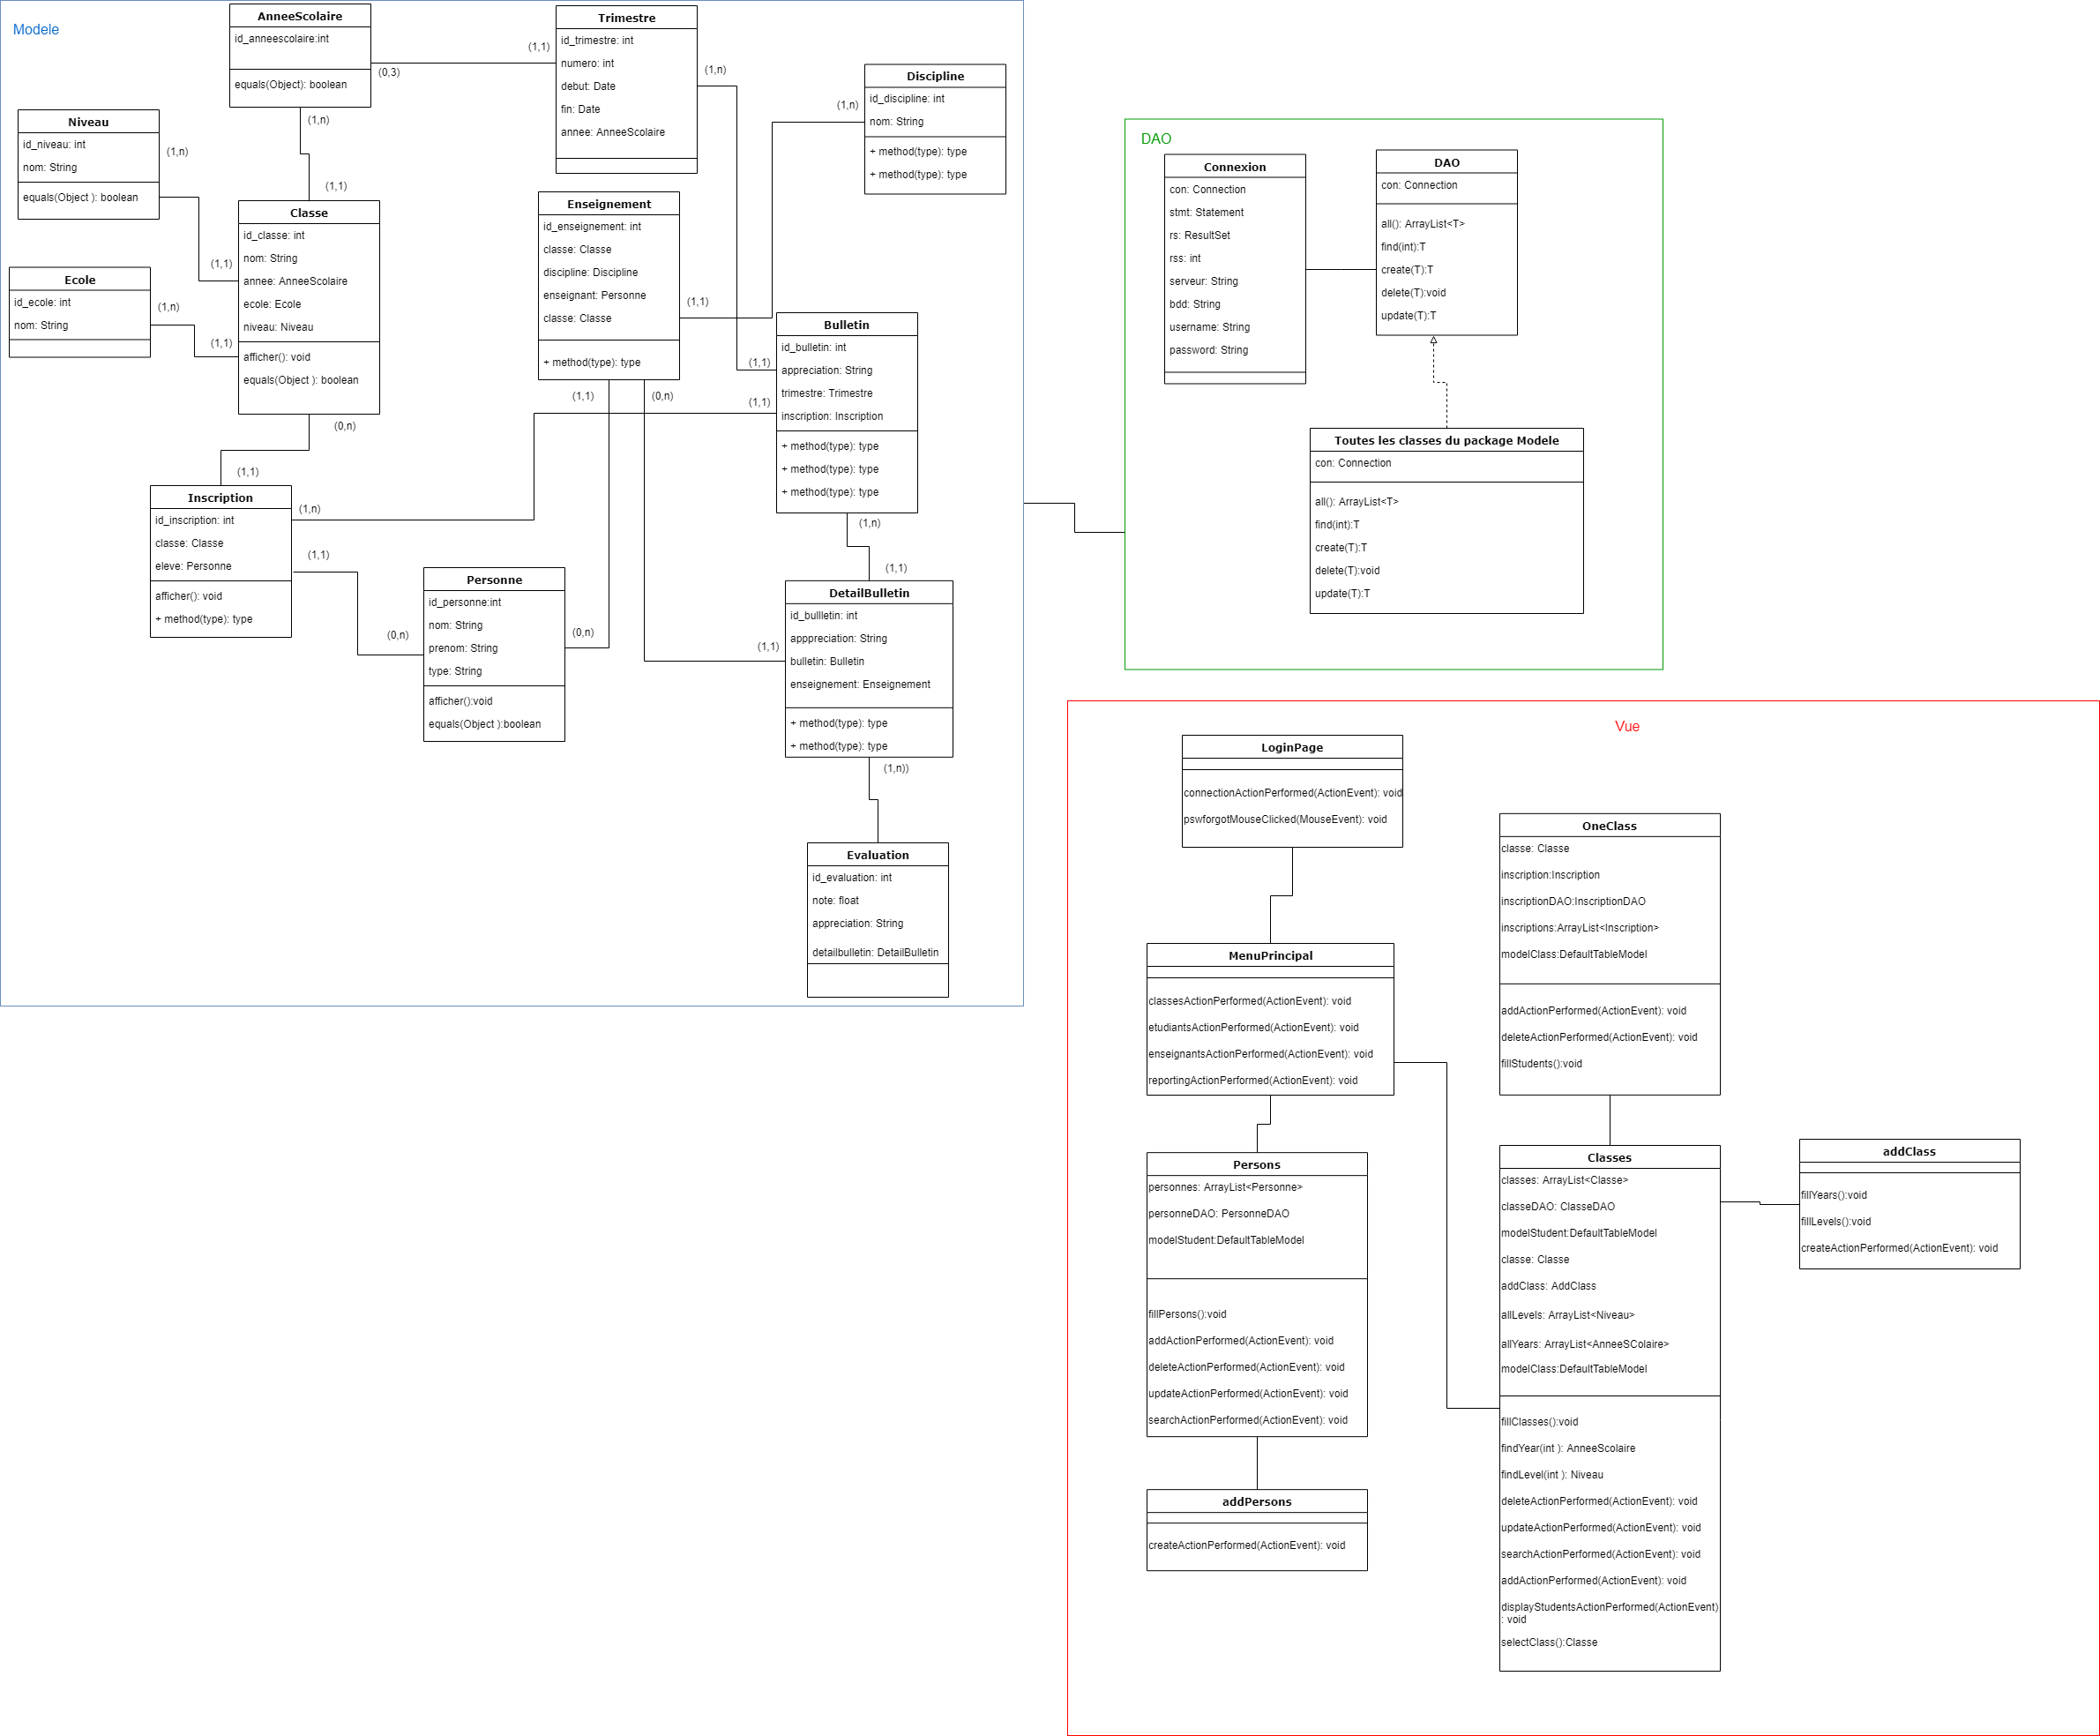 Modele
AnneeScolaire
id_anneescolaire:int
equals(Object): boolean
(0,3)
(1,1)
(1,n)
Trimestre
id_trimestre: int
numero: int
debut: Date
fin: Date
annee: AnneeScolaire
(1,n)
Discipline
id_discipline: int
nom: String
+ method(type): type
+ method(type): type
(1,n)
Niveau
id_niveau: int
nom: String
equals(Object ): boolean
(1,n)
(1,1)
Classe
id_classe: int
nom: String
annee: AnneeScolaire
ecole: Ecole
niveau: Niveau
afficher(): void
equals(Object ): boolean
(1,1)
(1,1)
(0,n)
Enseignement
id_enseignement: int
classe: Classe
discipline: Discipline
enseignant: Personne
classe: Classe
+ method(type): type
(1,1)
(1,1)
(0,n)
Ecole
id_ecole: int
nom: String
(1,n)
Bulletin
id_bulletin: int
appreciation: String
trimestre: Trimestre
inscription: Inscription
+ method(type): type
+ method(type): type
+ method(type): type
(1,1)
(1,1)
(1,n)
(1,1)
Inscription
id_inscription: int
classe: Classe
eleve: Personne
afficher(): void
+ method(type): type
(1,n)
(1,1)
Personne
id_personne:int
nom: String
prenom: String
type: String
afficher():void
equals(Object ):boolean
(0,n)
(0,n)
(1,1)
DetailBulletin
id_bullletin: int
apppreciation: String
bulletin: Bulletin
enseignement: Enseignement
+ method(type): type
+ method(type): type
(1,1)
(1,n))
Evaluation
id_evaluation: int
note: float
appreciation: String
detailbulletin: DetailBulletin
DAO
Connexion
con: Connection
stmt: Statement
rs: ResultSet
rss: int
serveur: String
bdd: String
username: String
password: String
DAO
con: Connection
all(): ArrayList<T>
find(int):T
create(T):T
delete(T):void
update(T):T
Toutes les classes du package Modele
con: Connection
all(): ArrayList<T>
find(int):T
create(T):T
delete(T):void
update(T):T
Vue
LoginPage
connectionActionPerformed(ActionEvent): void
pswforgotMouseClicked(MouseEvent): void
OneClass
classe: Classe
inscription:Inscription
inscriptionDAO:InscriptionDAO
inscriptions:ArrayList<Inscription>
modelClass:DefaultTableModel
addActionPerformed(ActionEvent): void
deleteActionPerformed(ActionEvent): void
fillStudents():void
MenuPrincipal
classesActionPerformed(ActionEvent): void
etudiantsActionPerformed(ActionEvent): void
enseignantsActionPerformed(ActionEvent): void
reportingActionPerformed(ActionEvent): void
Persons
personnes: ArrayList<Personne>
personneDAO: PersonneDAO
modelStudent:DefaultTableModel
fillPersons():void
addActionPerformed(ActionEvent): void
deleteActionPerformed(ActionEvent): void
updateActionPerformed(ActionEvent): void
searchActionPerformed(ActionEvent): void
addPersons
createActionPerformed(ActionEvent): void
Classes
classes: ArrayList<Classe>
classeDAO: ClasseDAO
modelStudent:DefaultTableModel
classe: Classe
addClass: AddClass
allLevels: ArrayList<Niveau>
allYears: ArrayList<AnneeSColaire>
modelClass:DefaultTableModel
fillClasses():void
findYear(int ): AnneeScolaire
findLevel(int ): Niveau
deleteActionPerformed(ActionEvent): void
updateActionPerformed(ActionEvent): void
searchActionPerformed(ActionEvent): void
addActionPerformed(ActionEvent): void
displayStudentsActionPerformed(ActionEvent)
: void
selectClass():Classe
addClass
fillYears():void
fillLevels():void
createActionPerformed(ActionEvent): void